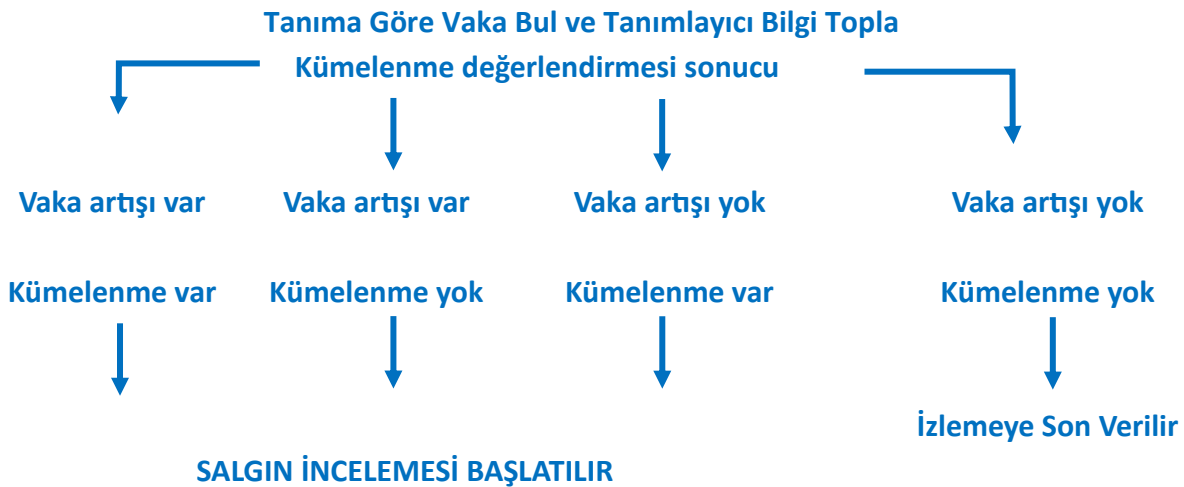 Tanıma Göre Vaka Bul ve Tanımlayıcı Bilgi Topla
Kümelenme değerlendirmesi sonucu
Vaka artışı var
Vaka artışı var
Vaka artışı yok
Vaka artışı yok
Kümelenme var
Kümelenme yok
Kümelenme var
Kümelenme yok
İzlemeye Son Verilir
SALGIN İNCELEMESİ BAŞLATILIR